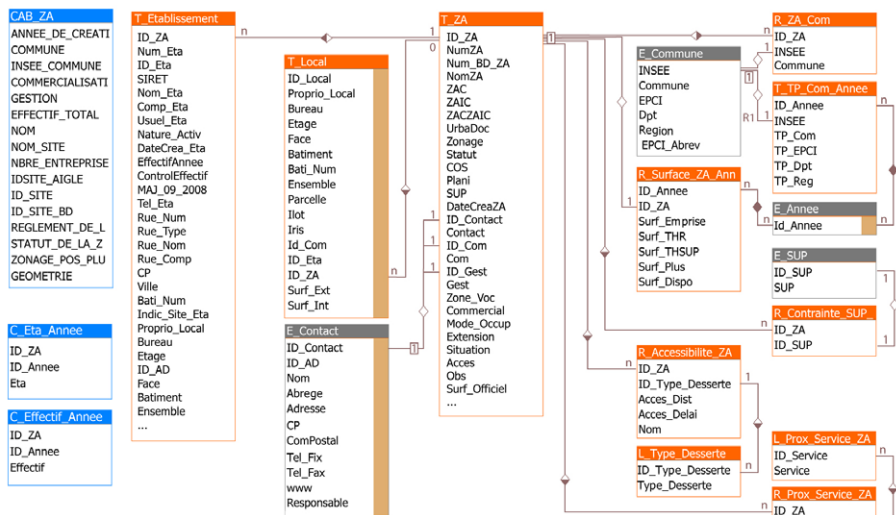 CAB_ZA
ANNEE_DE_CREATI
COMMUNE
INSEE_COMMUNE
COMMERCIALISATI
GESTION
EFFECTIF_TOTAL
NOM
NOM_SITE
NBRE_ENTREPRISE
IDSITE_AIGLE
ID_SITE
ID_SITE_BD
REGLEMENT_DE_L
STATUT_DE_LA_Z
ZONAGE_POS_PLU
GEOMETRIE
C_Eta_Annee
ID_ZA
ID_Annee
Eta
C_Effectif_Annee
ID_ZA
ID_Annee
Effectif
T_Etablissement
ID_ZA
Num_Eta
ID_Eta
SIRET
Nom_Eta
Comp_Eta
Usuel_Eta
Nature_Activ
DateCrea_Eta
EffectifAnnee
ControlEffectif
MAJ_09_2008
Tel_Eta
Rue_Num
Rue_Type
Rue_Nom
Rue_Comp
CP
Ville
Bati_Num
Indic_Site_Eta
Proprio_Local
Bureau
Etage
ID_AD
Face
Batiment
Ensemble
...
n
1
0
T_Local
ID_Local
Proprio_Local
Bureau
Etage
Face
Batiment
Bati_Num
Ensemble
Parcelle
Ilot
Iris
Id_Com
ID_Eta
ID_ZA
Surf_Ext
Surf_Int
n
E_Contact
ID_Contact
ID_AD
Nom
Abrege
Adresse
CP
ComPostal
Tel_Fix
Tel_Fax
www
Responsable
1
1
1
1
T_ZA
ID_ZA
NumZA
Num_BD_ZA
NomZA
ZAC
ZAIC
ZACZAIC
UrbaDoc
Zonage
Statut
COS
Plani
SUP
DateCreaZA
ID_Contact
Contact
ID_Com
Com
ID_Gest
Gest
Zone_Voc
Commercial
Mode_Occup
Extension
Situation
Acces
Obs
Surf_Officiel
...
1
n
E_Commune
INSEE
Commune
EPCI
Dpt
Region
EPCI_Abrev
1
1
R1
1
R_ZA_Com
ID_ZA
INSEE
Commune
T_TP_Com_Annee
ID_Annee
INSEE
TP_Com
TP_EPCI
TP_Dpt
TP_Reg
n
R_Surface_ZA_Ann
ID_Annee
ID_ZA
Surf_Emprise
Surf_THR
Surf_THSUP
Surf_Plus
Surf_Dispo
1
n
n
E_Annee
Id_Annee
n
E_SUP
ID_SUP
SUP
1
R_Contrainte_SUP_
ID_ZA
ID_SUP
n
1
R_Accessibilite_ZA
ID_ZA
ID_Type_Desserte
Acces_Dist
Acces_Delai
Nom
n
1
L_Type_Desserte
ID_Type_Desserte
Type_Desserte
n
L_Prox_Service_ZA
ID_Service
Service
n
R_Prox_Service_ZA
ID_ZA
n